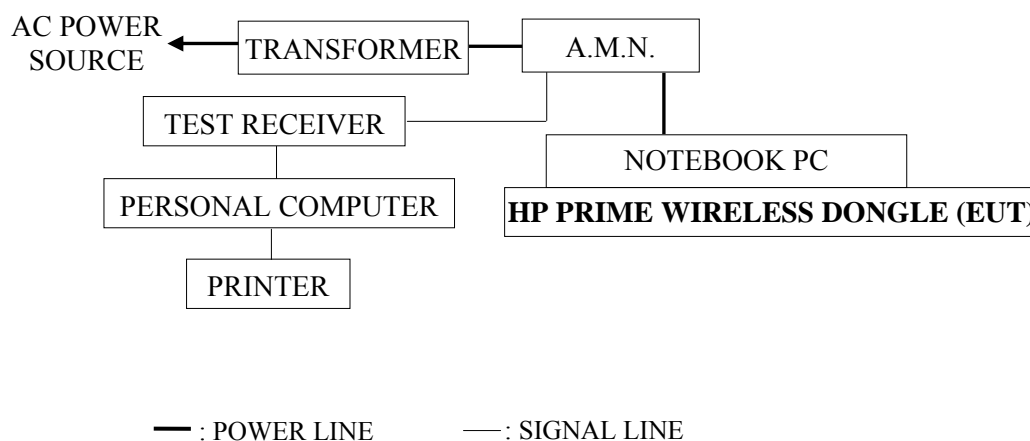 AC POWER
SOURCE
TRANSFORMER
A.M.N.
TEST RECEIVER
NOTEBOOK PC
PERSONAL COMPUTER
HP PRIME WIRELESS DONGLE (EUT)
PRINTER
: POWER LINE
: SIGNAL LINE